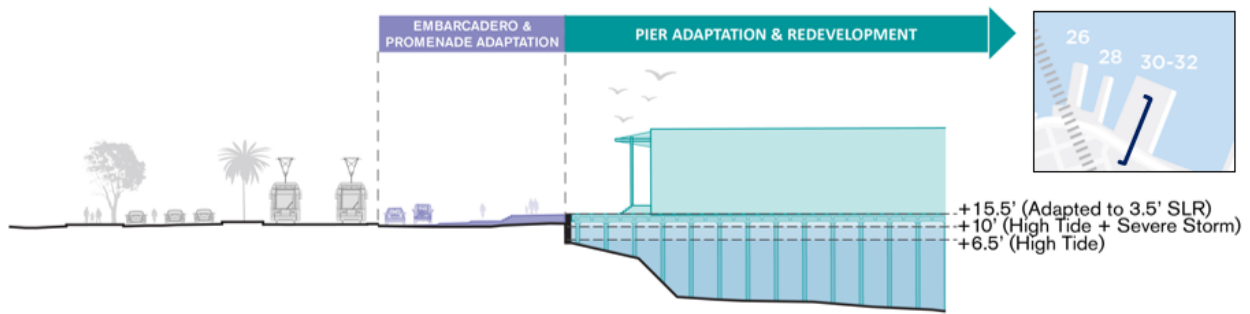 EMBARCADERO &
PROMENADE ADAPTATION
PIER ADAPTATION & REDEVELOPMENT
26
28
30-32
+15.5' (Adapted to 3.5' SLR)
+10' (High Tide + Severe Storm)
+6.5' (High Tide)